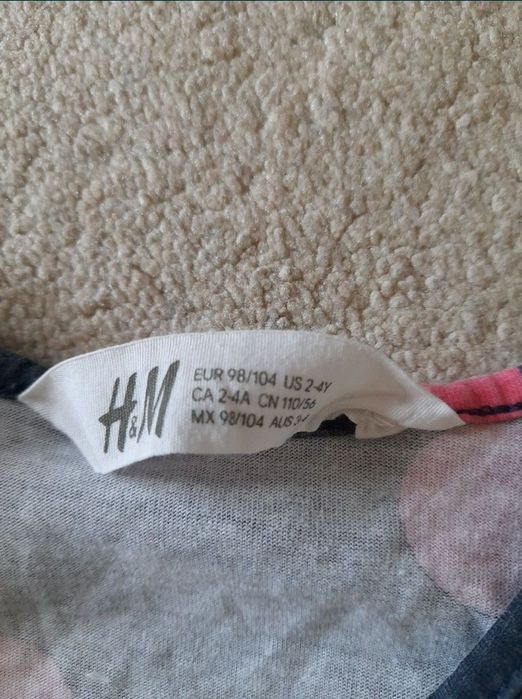 H&M
EUR 98/104 US 2-4Y
CA 2-4A CN 110/56
MX 98/104 AUS